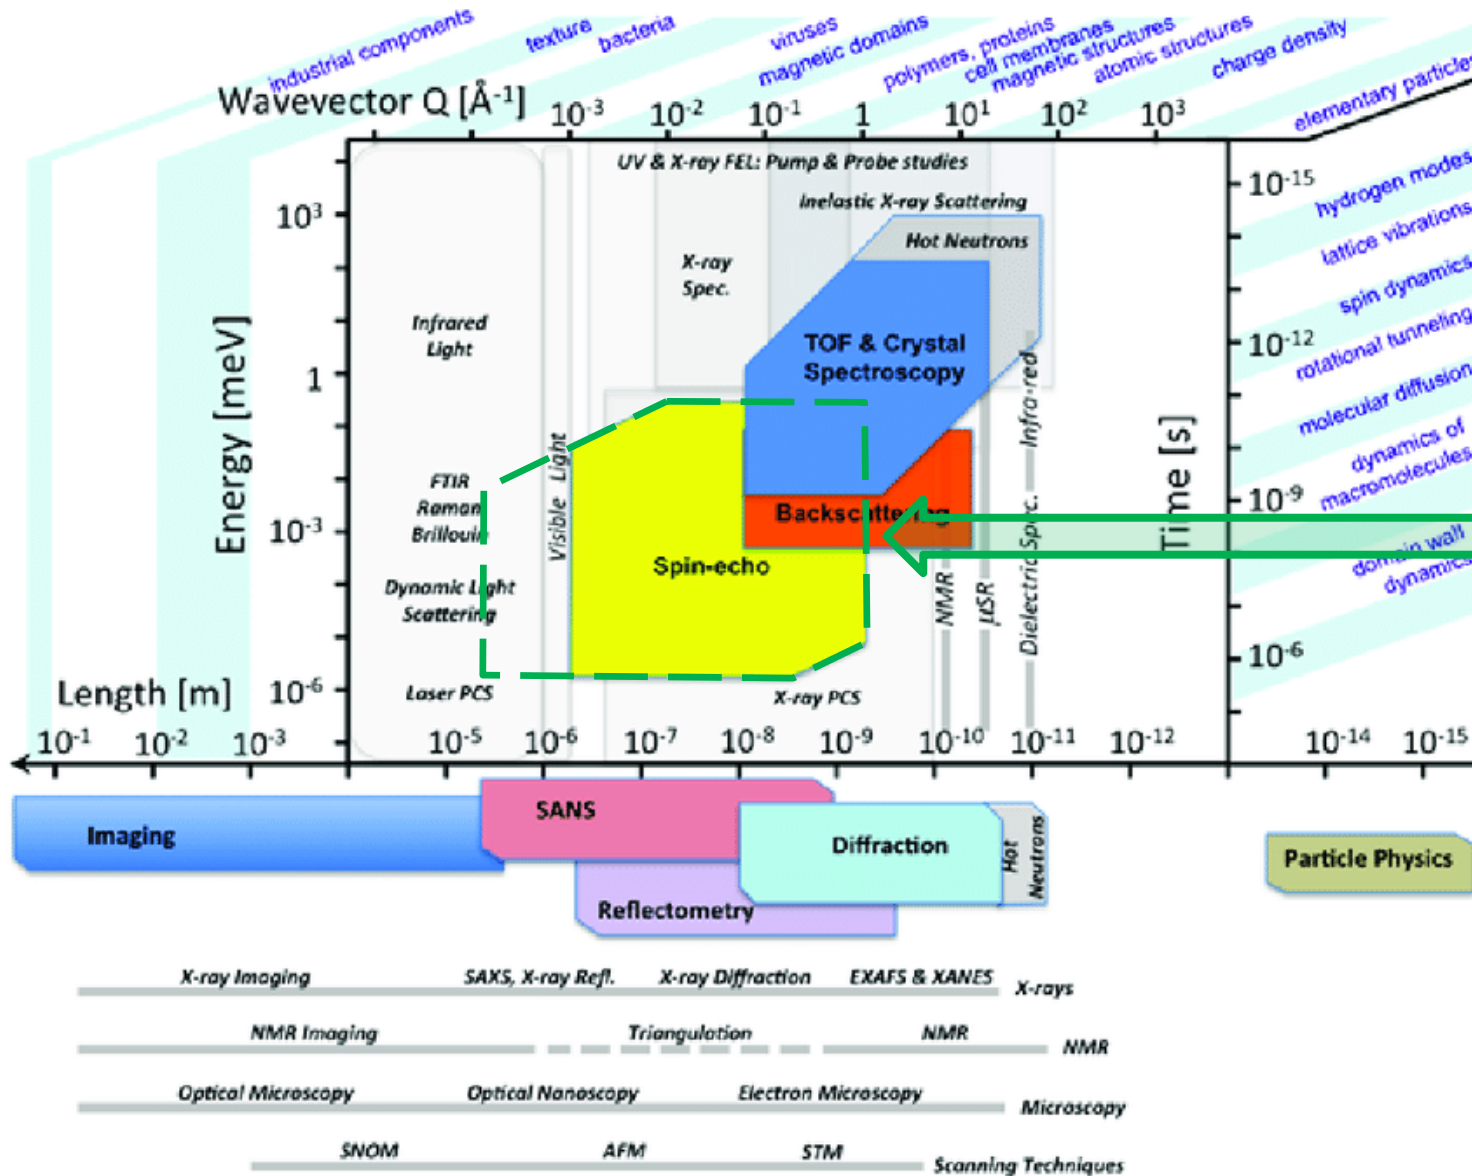 industrial components
texture
bacteria
viruses
magnetic domains
polymers, proteins
cell membranes
magnetic structures
atomic structures
charge density
elementary particles
Wavevector Q [Å-1]
10-3 10-2 10-1 1 101 102 103
UV & X-ray FEL: Pump & Probe studies
Inelastic X-ray Scattering
Hot Neutrons
X-ray
Spec.
Infrared
Light
TOF & Crystal
Spectroscopy
Energy [meV]
103
1
10-3
10-6
FTIR
Raman
Brillouin
Dynamic Light
Scattering
Laser PCS
Visible Light
Spin-echo
Backscattering
X-ray PCS
NMR
µSR
Dielectric Spec.
Infra-red
Time [s]
10-15
10-12
10-9
10-6
hydrogen modes
lattice vibrations
spin dynamics
rotational tunneling
molecular diffusion
dynamics of
macromolecules
domain wall
dynamics
Length [m]
10-1 10-2 10-3 10-5 10-6 10-7 10-8 10-9 10-10 10-11 10-12 10-14 10-15
Imaging
SANS
Reflectometry
Diffraction
Hot
Neutrons
Particle Physics
X-ray Imaging SAXS, X-ray Refl. X-ray Diffraction EXAFS & XANES X-rays
NMR Imaging Triangulation NMR NMR
Optical Microscopy Optical Nanoscopy Electron Microscopy Microscopy
SNOM AFM STM Scanning Techniques